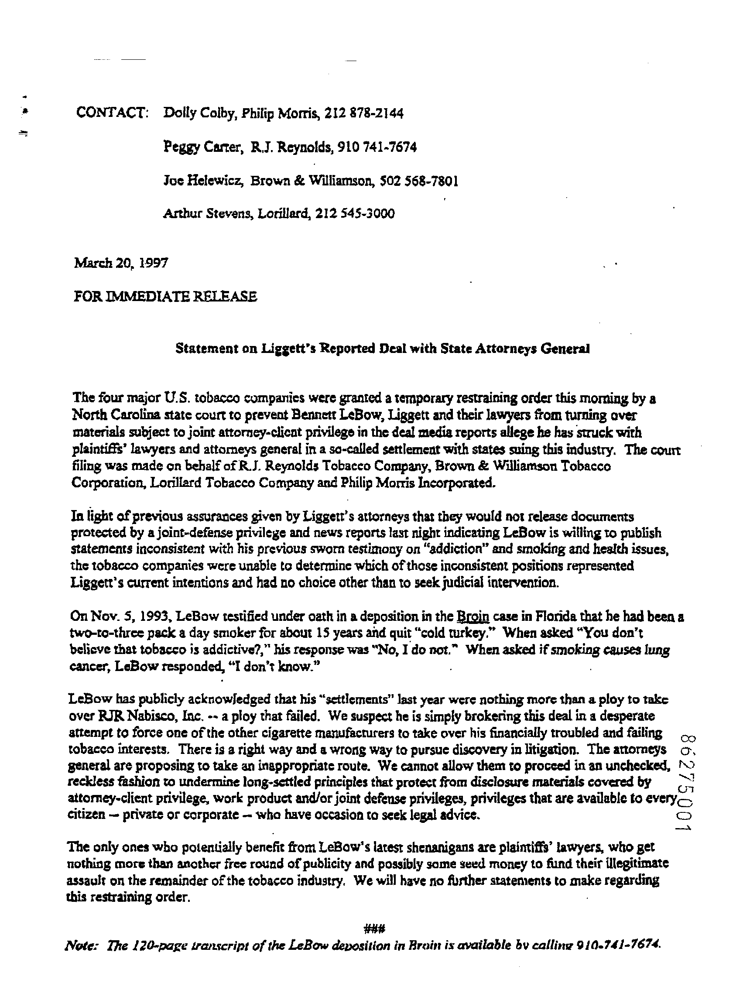 CONTACT: Dolly Colby, Philip Morris, 212 878-2144
Peggy Carter, R.J. Reynolds, 910 741-7674
Joe Helewicz, Brown & Williamson, 502 568-7801
Arthur Stevens, Lorillard, 212 545-3000
March 20, 1997
FOR IMMEDIATE RELEASE
Statement on Liggett's Reported Deal with State Attorneys General
The four major U.S. tobacco companies were granted a temporary restraining order this morning by a
North Carolina state court to prevent Bennett LeBow, Liggett and their lawyers from turning over
materials subject to joint attorney-client privilege in the deal media reports allege he has struck with
plaintiffs' lawyers and attorneys general in a so-called settlement with states suing this industry. The court
filing was made on behalf of R.J. Reynolds Tobacco Company, Brown & Williamson Tobacco
Corporation, Lorillard Tobacco Company and Philip Morris Incorporated.
In light of previous assurances given by Liggett's attorneys that they would not release documents
protected by a joint-defense privilege and news reports last night indicating LeBow is willing to publish
statements inconsistent with his previous sworn testimony on "addiction" and smoking and health issues,
the tobacco companies were unable to determine which of those inconsistent positions represented
Liggett's current intentions and had no choice other than to seek judicial intervention.
On Nov. 5, 1993, LeBow testified under oath in a deposition in the Broin case in Florida that he had been a
two-to-three pack a day smoker for about 15 years and quit "cold turkey." When asked "You don't
believe that tobacco is addictive?," his response was "No, I do not." When asked if smoking causes lung
cancer, LeBow responded, "I don't know."
LeBow has publicly acknowledged that his "settlements" last year were nothing more than a ploy to take
over RJR Nabisco, Inc. -- a ploy that failed. We suspect he is simply brokering this deal in a desperate
attempt to force one of the other cigarette manufacturers to take over his financially troubled and failing
tobacco interests. There is a right way and a wrong way to pursue discovery in litigation. The attorneys
general are proposing to take an inappropriate route. We cannot allow them to proceed in an unchecked,
reckless fashion to undermine long-settled principles that protect from disclosure materials covered by
attorney-client privilege, work product and/or joint defense privileges, privileges that are available to every
citizen -- private or corporate -- who have occasion to seek legal advice.
The only ones who potentially benefit from LeBow's latest shenanigans are plaintiffs' lawyers, who get
nothing more than another free round of publicity and possibly some seed money to fund their illegitimate
assault on the remainder of the tobacco industry. We will have no further statements to make regarding
this restraining order.
###
Note: The 120-page transcript of the LeBow deposition in Broin is available by calling 910-741-7674.
86275001